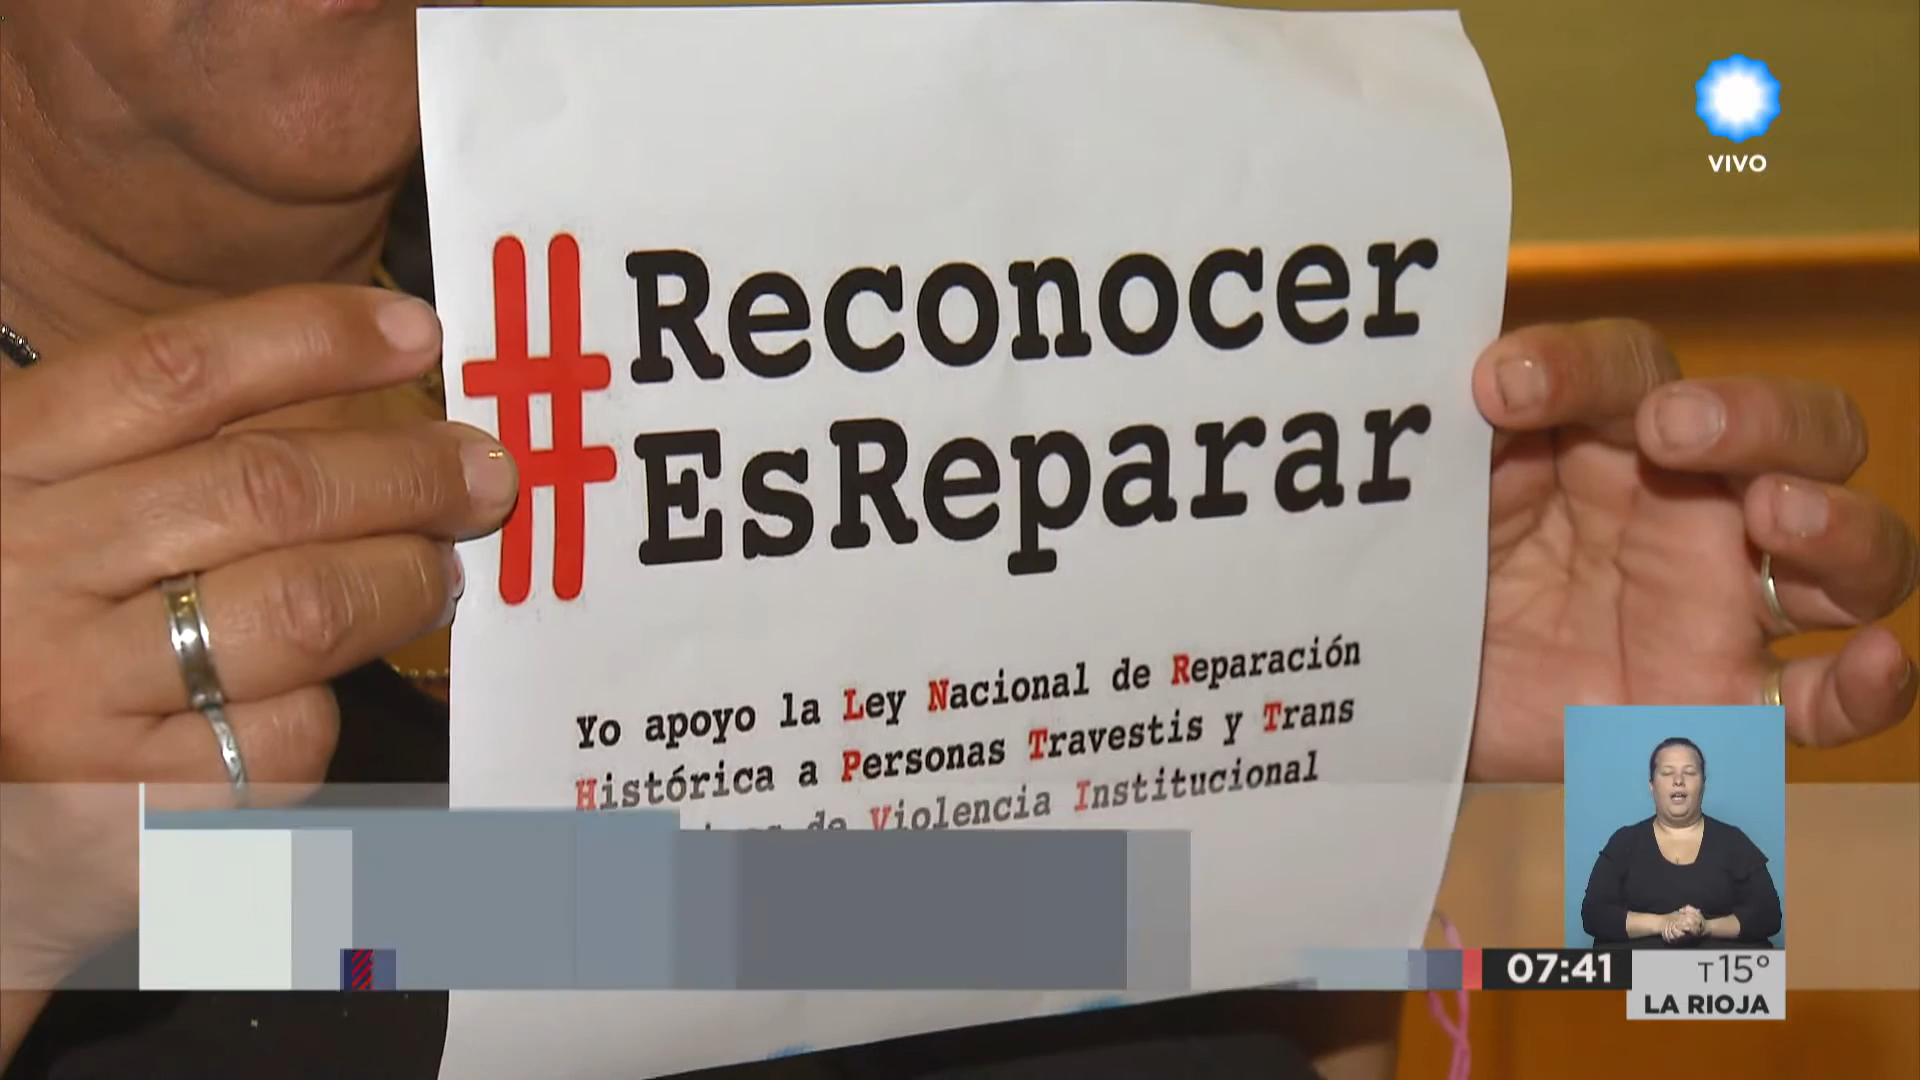 VIVO
#Reconocer
EsReparar
Yo apoyo la Ley Nacional de Reparación
Histórica a Personas Travestis y Trans
de Violencia Institucional
07:41
T15°
LA RIOJA